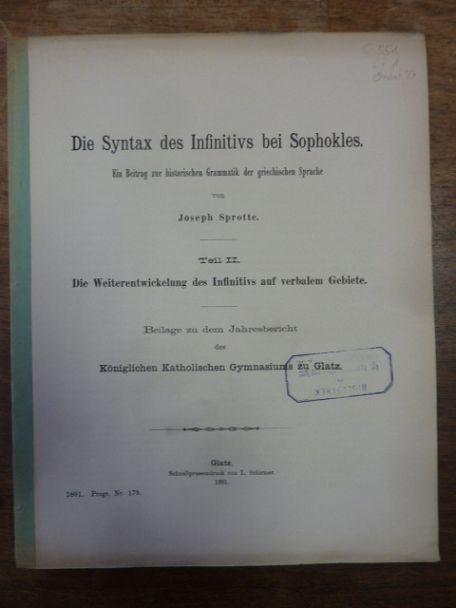 Die Syntax des Infinitivs bei Sophokles.
Ein Beitrag zur historischen Grammatik der griechischen Sprache
von
Joseph Sprotte.
Teil II.
Die Weiterentwickelung des Infinitivs auf verbalem Gebiete.
Beilage zu dem Jahresbericht
des
Königlichen Katholischen Gymnasiums zu Glatz.
Glatz,
Schnellpressendruck von L. Schirmer.
1891.
1891. Progr. Nr. 179.